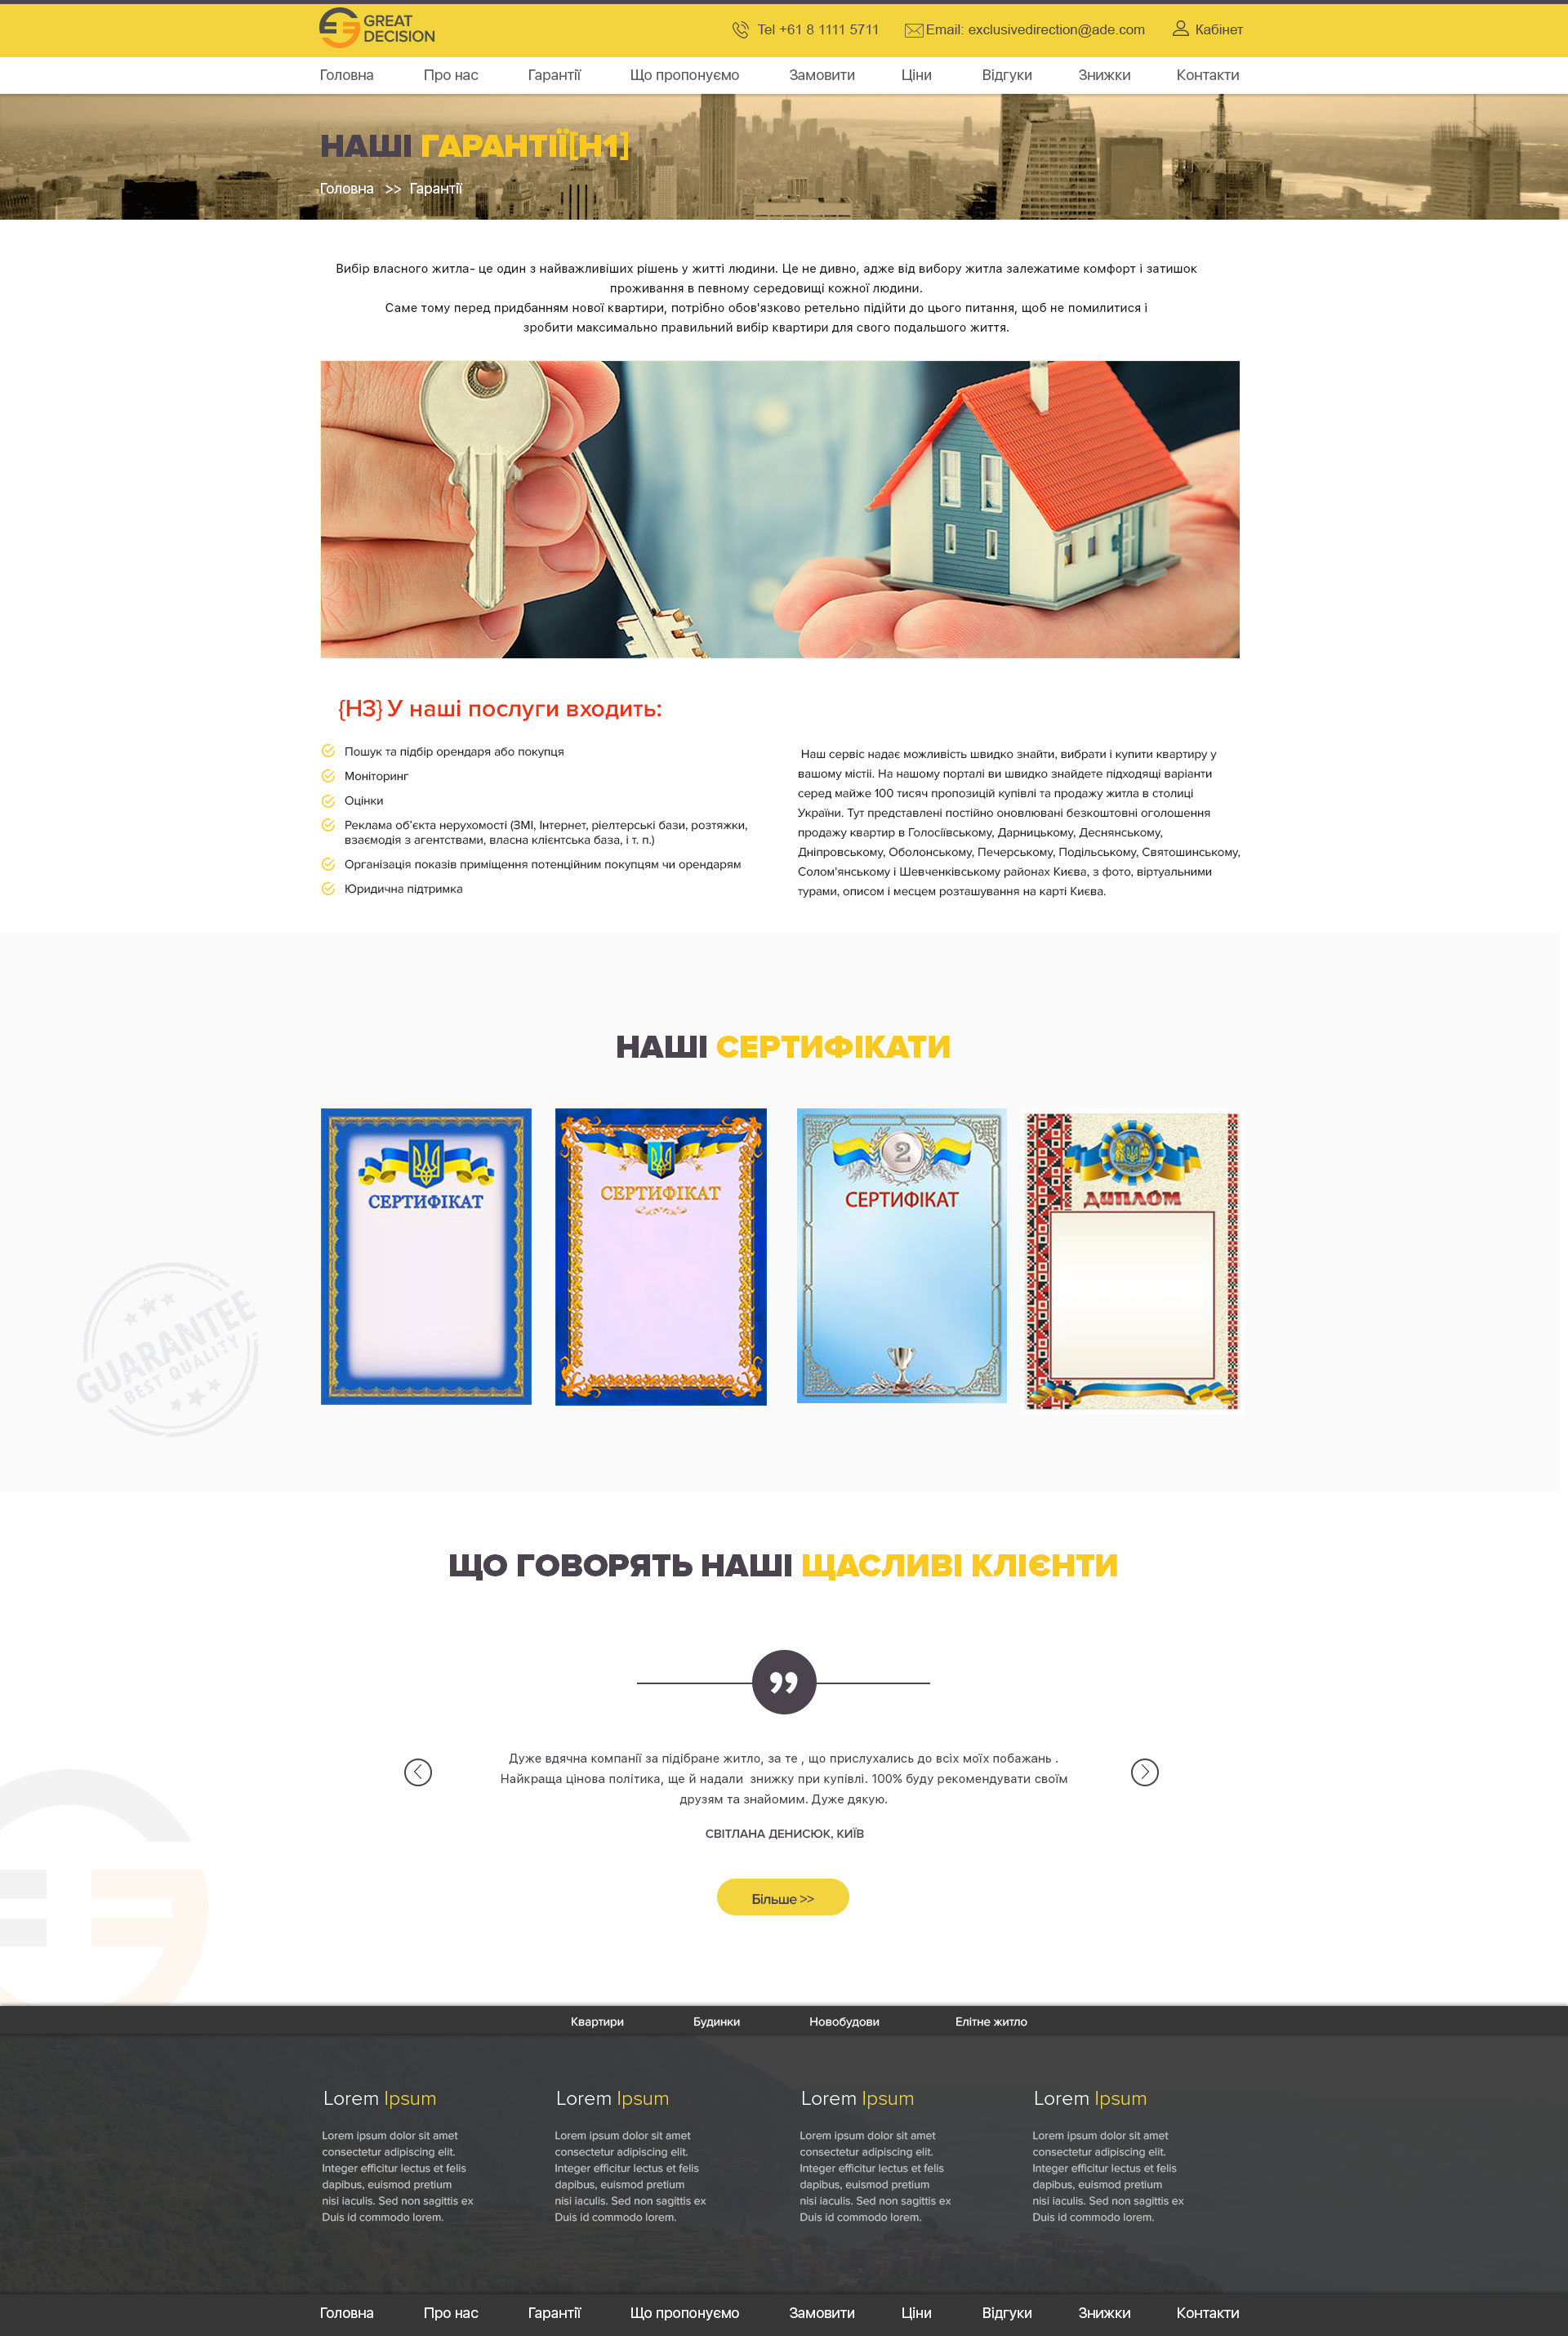 GREAT
DECISION
Tel +61 8 1111 5711
Email: exclusivedirection@ade.com
Кабінет
Головна Про нас Гарантії Що пропонуємо Замовити Ціни Відгуки Знижки Контакти
НАШІ ГАРАНТІЇ[H1]
Головна >> Гарантії
Вибір власного житла- це один з найважливіших рішень у житті людини. Це не дивно, адже від вибору житла залежатиме комфорт і затишок
проживання в певному середовищі кожної людини.
Саме тому перед придбанням нової квартири, потрібно обов'язково ретельно підійти до цього питання, щоб не помилитися і
зробити максимально правильний вибір квартири для свого подальшого життя.
{H3} У наші послуги входить:
Пошук та підбір орендаря або покупця
Моніторинг
Оцінки
Реклама об’єкта нерухомості (ЗМІ, Інтернет, ріелтерські бази, розтяжки,
взаємодія з агентствами, власна клієнтська база, і т. п.)
Організація показів приміщення потенційним покупцям чи орендарям
Юридична підтримка
Наш сервіс надає можливість швидко знайти, вибрати і купити квартиру у
вашому містіі. На нашому порталі ви швидко знайдете підходящі варіанти
серед майже 100 тисяч пропозицій купівлі та продажу житла в столиці
України. Тут представлені постійно оновлювані безкоштовні оголошення
продажу квартир в Голосіївському, Дарницькому, Деснянському,
Дніпровському, Оболонському, Печерському, Подільському, Святошинському,
Солом'янському і Шевченківському районах Києва, з фото, віртуальними
турами, описом і месцем розташування на карті Києва.
НАШІ СЕРТИФІКАТИ
СЕРТИФІКАТ
СЕРТИФІКАТ
2
СЕРТИФІКАТ
ДИПЛОМ
GUARANTEE
BEST QUALITY
ЩО ГОВОРЯТЬ НАШІ ЩАСЛИВІ КЛІЄНТИ
Дуже вдячна компанії за підібране житло, за те , що прислухались до всіх моїх побажань .
Найкраща цінова політика, ще й надали знижку при купівлі. 100% буду рекомендувати своїм
друзям та знайомим. Дуже дякую.
СВІТЛАНА ДЕНИСЮК, КИЇВ
Більше >>
Квартири Будинки Новобудови Елітне житло
Lorem Ipsum
Lorem ipsum dolor sit amet
consectetur adipiscing elit.
Integer efficitur lectus et felis
dapibus, euismod pretium
nisi iaculis. Sed non sagittis ex
Duis id commodo lorem.
Lorem Ipsum
Lorem ipsum dolor sit amet
consectetur adipiscing elit.
Integer efficitur lectus et felis
dapibus, euismod pretium
nisi iaculis. Sed non sagittis ex
Duis id commodo lorem.
Lorem Ipsum
Lorem ipsum dolor sit amet
consectetur adipiscing elit.
Integer efficitur lectus et felis
dapibus, euismod pretium
nisi iaculis. Sed non sagittis ex
Duis id commodo lorem.
Lorem Ipsum
Lorem ipsum dolor sit amet
consectetur adipiscing elit.
Integer efficitur lectus et felis
dapibus, euismod pretium
nisi iaculis. Sed non sagittis ex
Duis id commodo lorem.
Головна Про нас Гарантії Що пропонуємо Замовити Ціни Відгуки Знижки Контакти